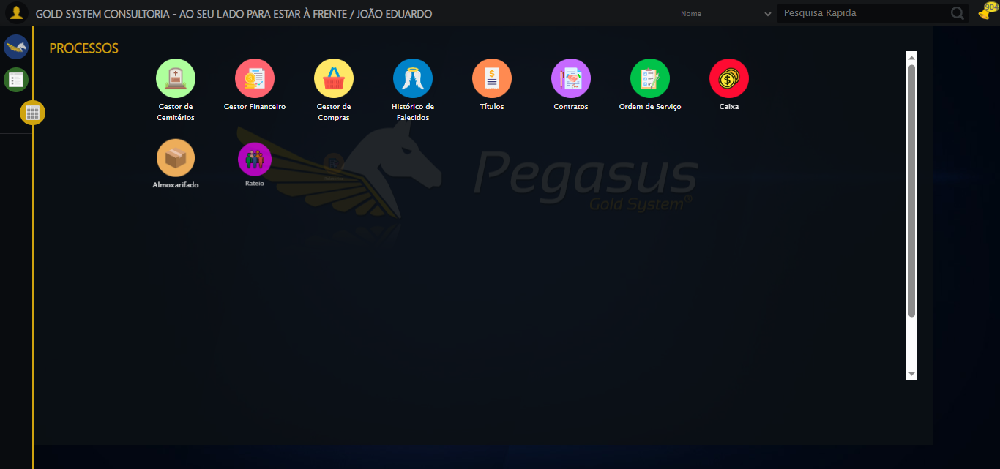 GOLD SYSTEM CONSULTORIA - AO SEU LADO PARA ESTAR À FRENTE / JOÃO EDUARDO
Nome
Pesquisa Rapida
904
PROCESSOS
Gestor de
Cemitérios
Gestor Financeiro
Gestor de
Compras
Histórico de
Falecidos
Títulos
Contratos
Ordem de Serviço
Caixa
Almoxarifado
Rateio
Pegasus
Gold System®